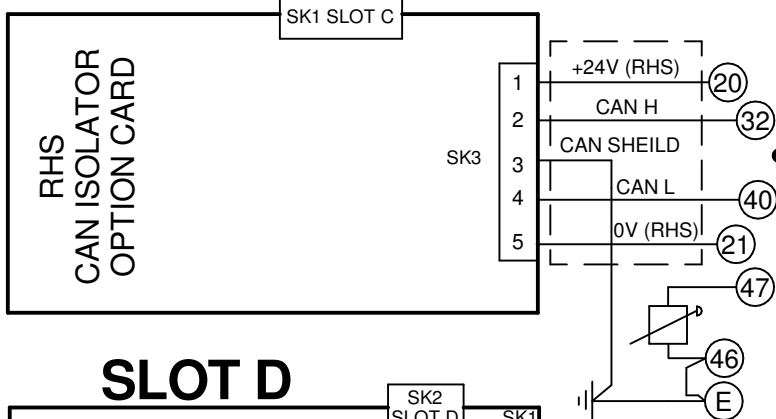 SK1 SLOT C
RHS
CAN ISOLATOR
OPTION CARD
SK3
1
+24V (RHS)
20
2
CAN H
32
3
CAN SHEILD
4
CAN L
40
5
0V (RHS)
21
47
46
E
SLOT D
SK2
SLOT D
SK1